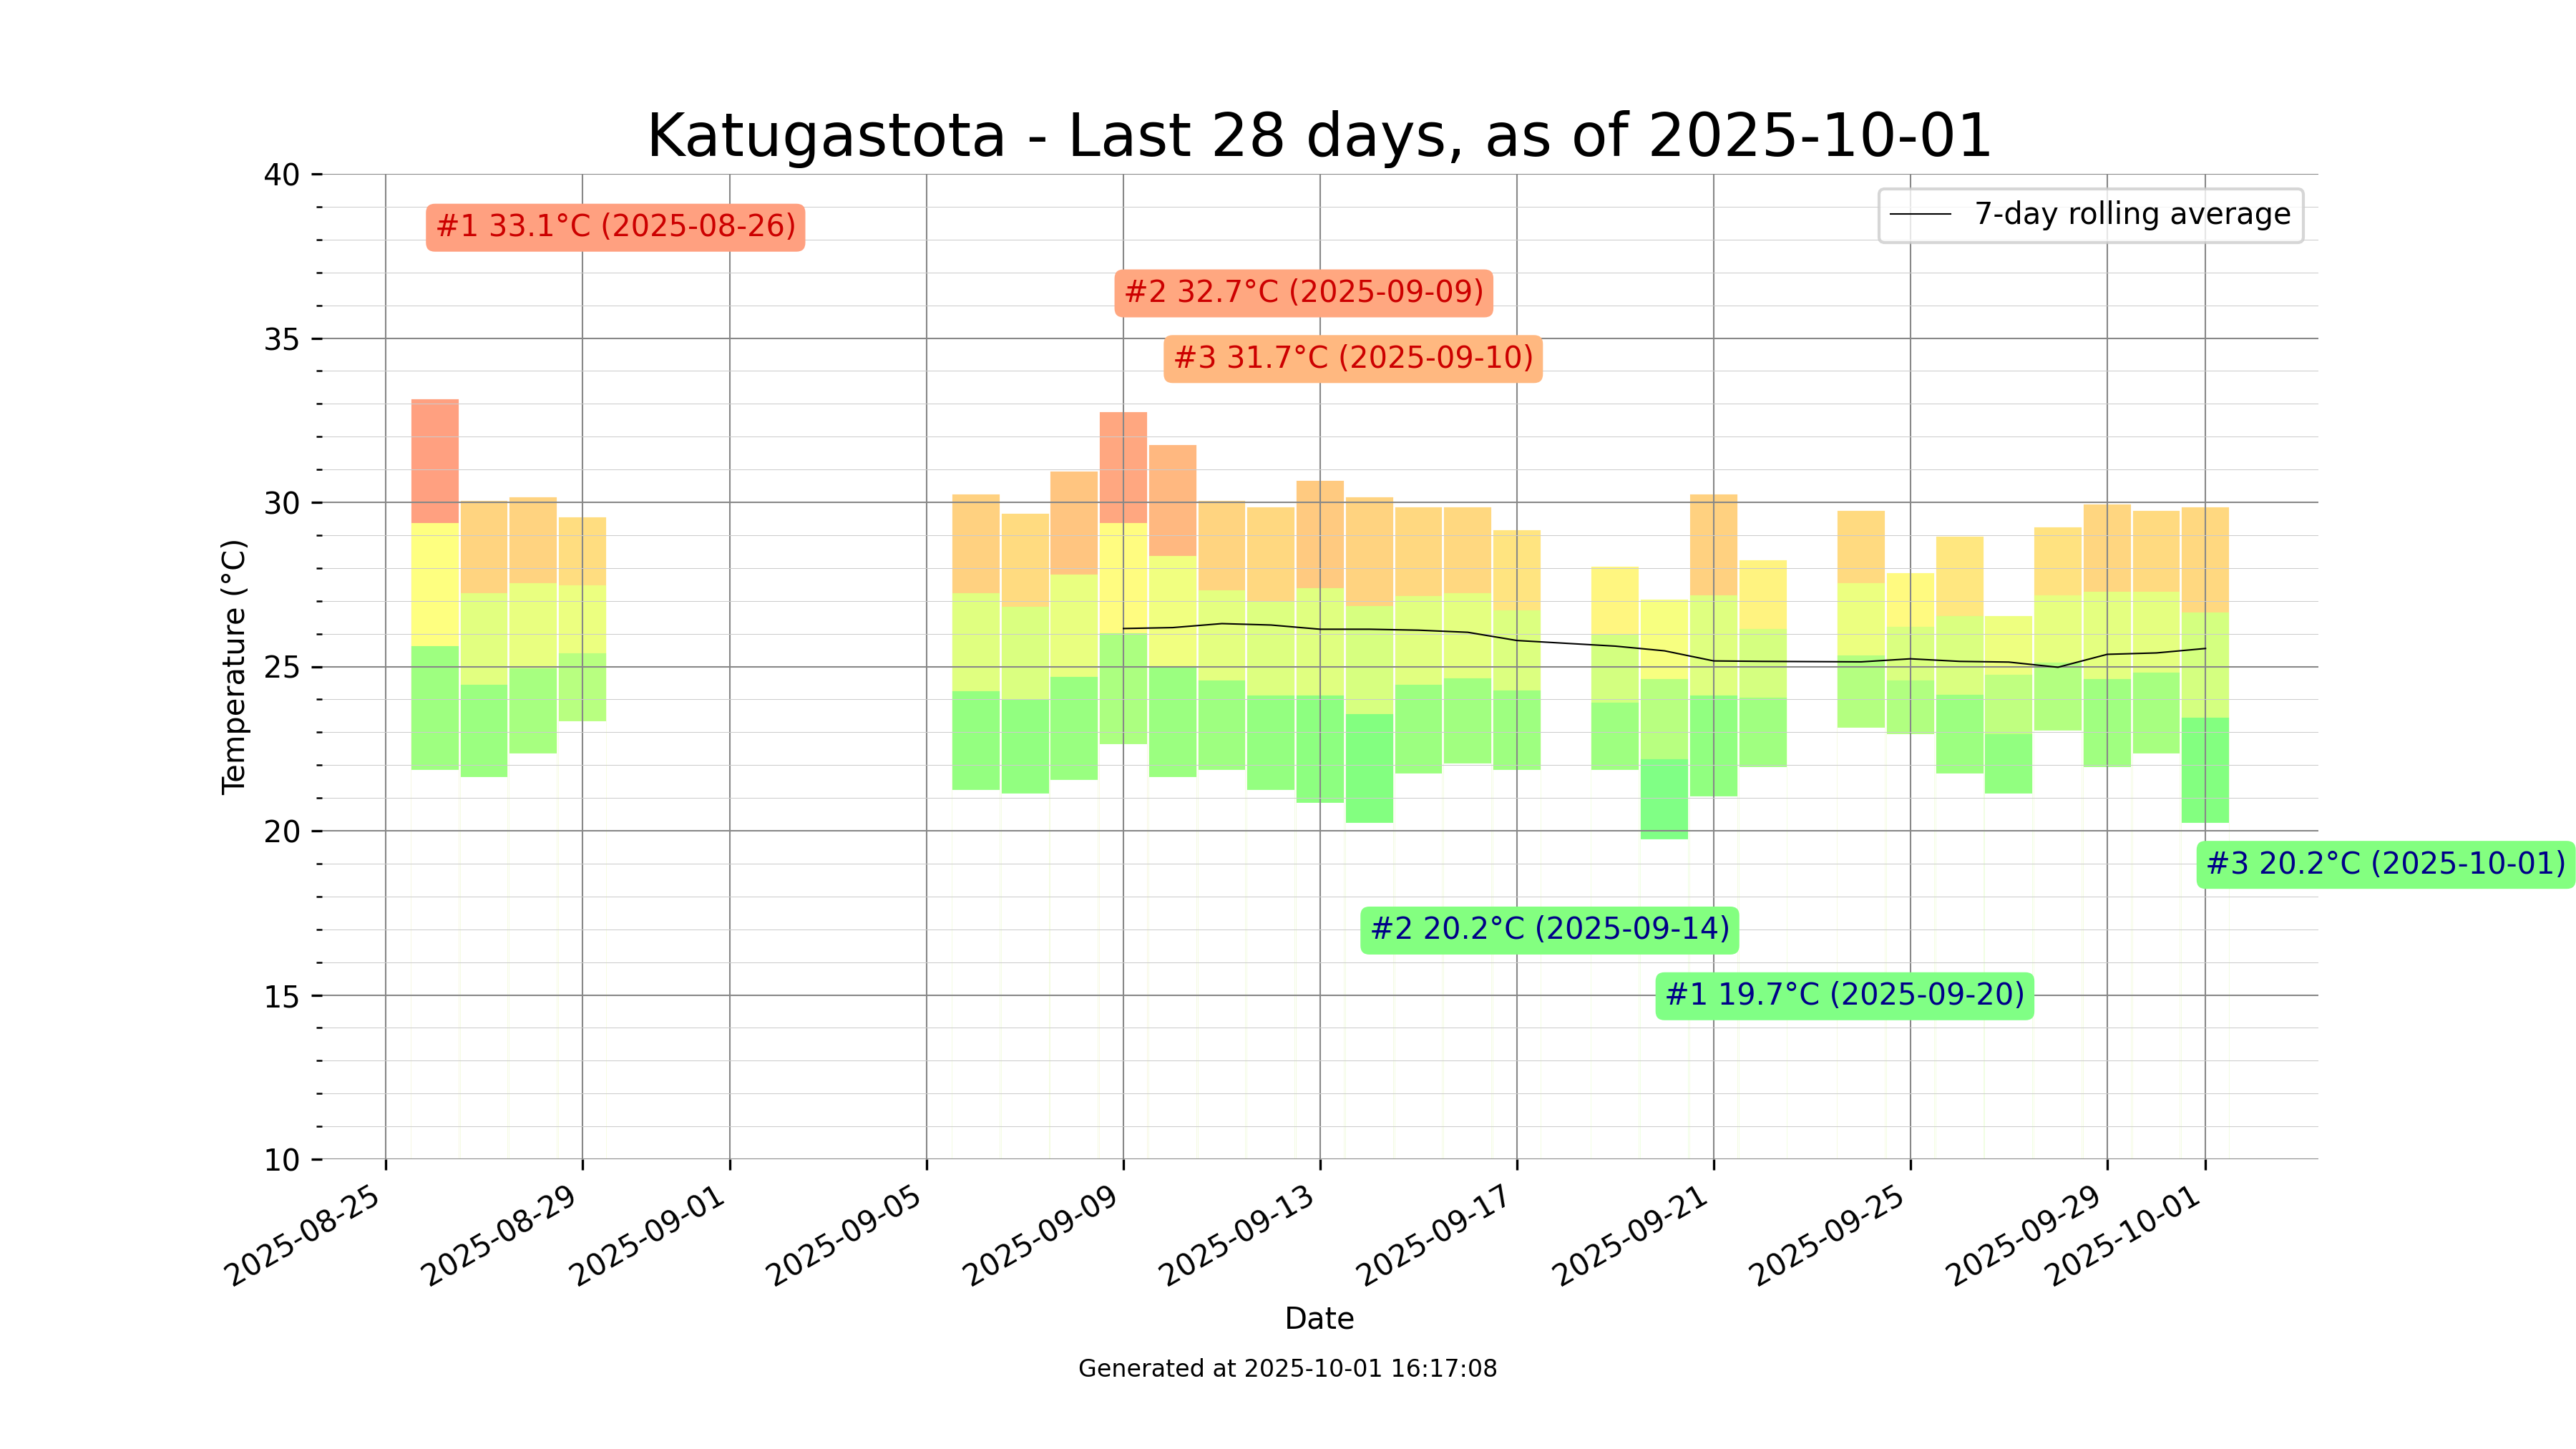 Katugastota - Last 28 days, as of 2025-10-01
40
35
30
25
20
15
10
Temperature (°C)
7-day rolling average
#1 33.1°C (2025-08-26)
#2 32.7°C (2025-09-09)
#3 31.7°C (2025-09-10)
#3 20.2°C (2025-10-01)
#2 20.2°C (2025-09-14)
#1 19.7°C (2025-09-20)
2025-08-25
2025-08-29
2025-09-01
2025-09-05
2025-09-09
2025-09-13
2025-09-17
2025-09-21
2025-09-25
2025-09-29
2025-10-01
Date
Generated at 2025-10-01 16:17:08